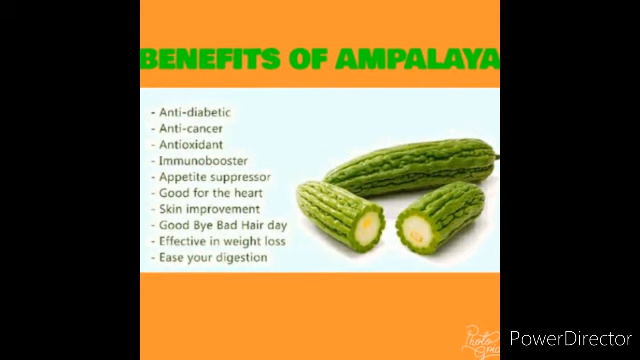 BENEFITS OF AMPALAYA
- Anti-diabetic
- Anti-cancer
- Antioxidant
- Immunobooster
- Appetite suppressor
- Good for the heart
- Skin improvement
- Good Bye Bad Hair day
- Effective in weight loss
- Ease your digestion
Photo
PowerDirector